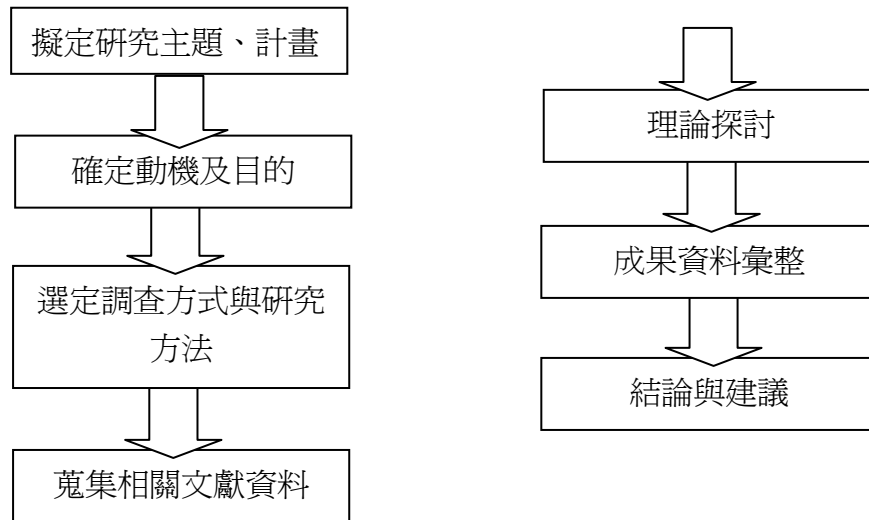 擬定研究主題、計畫
確定動機及目的
選定調查方式與研究
方法
蒐集相關文獻資料
理論探討
成果資料彙整
結論與建議